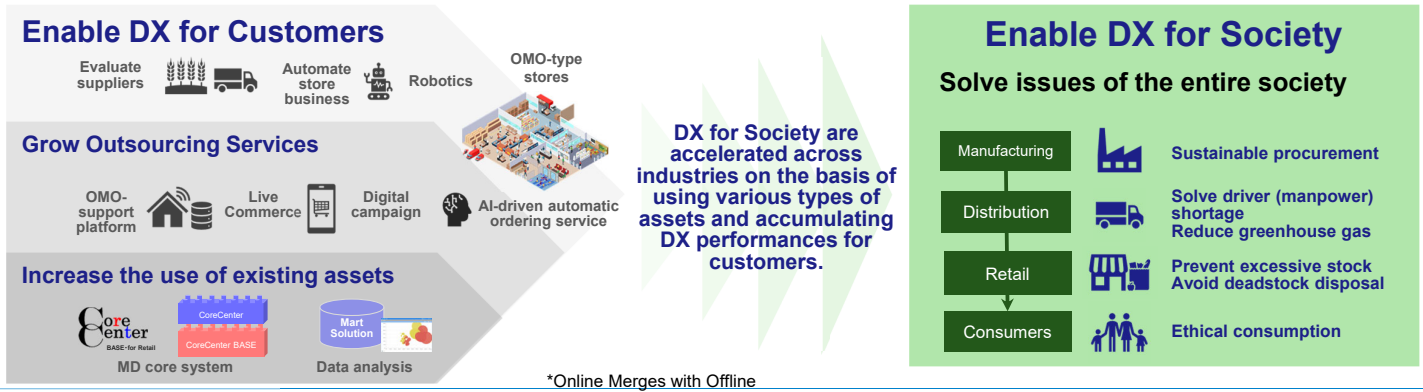 Enable DX for Customers
Evaluate
suppliers
Automate
store
business
Robotics
OMO-type
stores
Grow Outsourcing Services
OMO-
support
platform
Live
Commerce
Digital
campaign
AI-driven automatic
ordering service
Increase the use of existing assets
Core
Center
BASE-for Retail
CoreCenter
CoreCenter BASE
MD core system
Mart
Solution
Data analysis
DX for Society are
accelerated across
industries on the basis of
using various types of
assets and accumulating
DX performances for
customers.
Enable DX for Society
Solve issues of the entire society
Manufacturing
Sustainable procurement
Distribution
Solve driver (manpower)
shortage
Reduce greenhouse gas
Retail
Prevent excessive stock
Avoid deadstock disposal
Consumers
Ethical consumption
*Online Merges with Offline